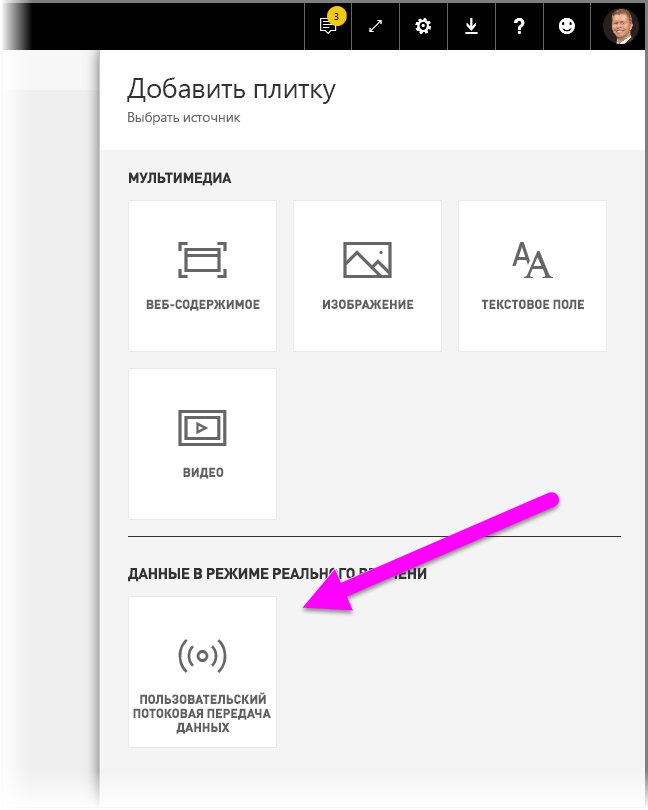 3
?
Добавить плитку
Выбрать источник
МУЛЬТИМЕДИА
ВЕБ-СОДЕРЖИМОЕ
ИЗОБРАЖЕНИЕ
ТЕКСТОВОЕ ПОЛЕ
ВИДЕО
ДАННЫЕ В РЕЖИМЕ РЕАЛЬНОГО ВРЕМЕНИ
ПОЛЬЗОВАТЕЛЬСКИЙ
ПОТОКОВАЯ ПЕРЕДАЧА
ДАННЫХ